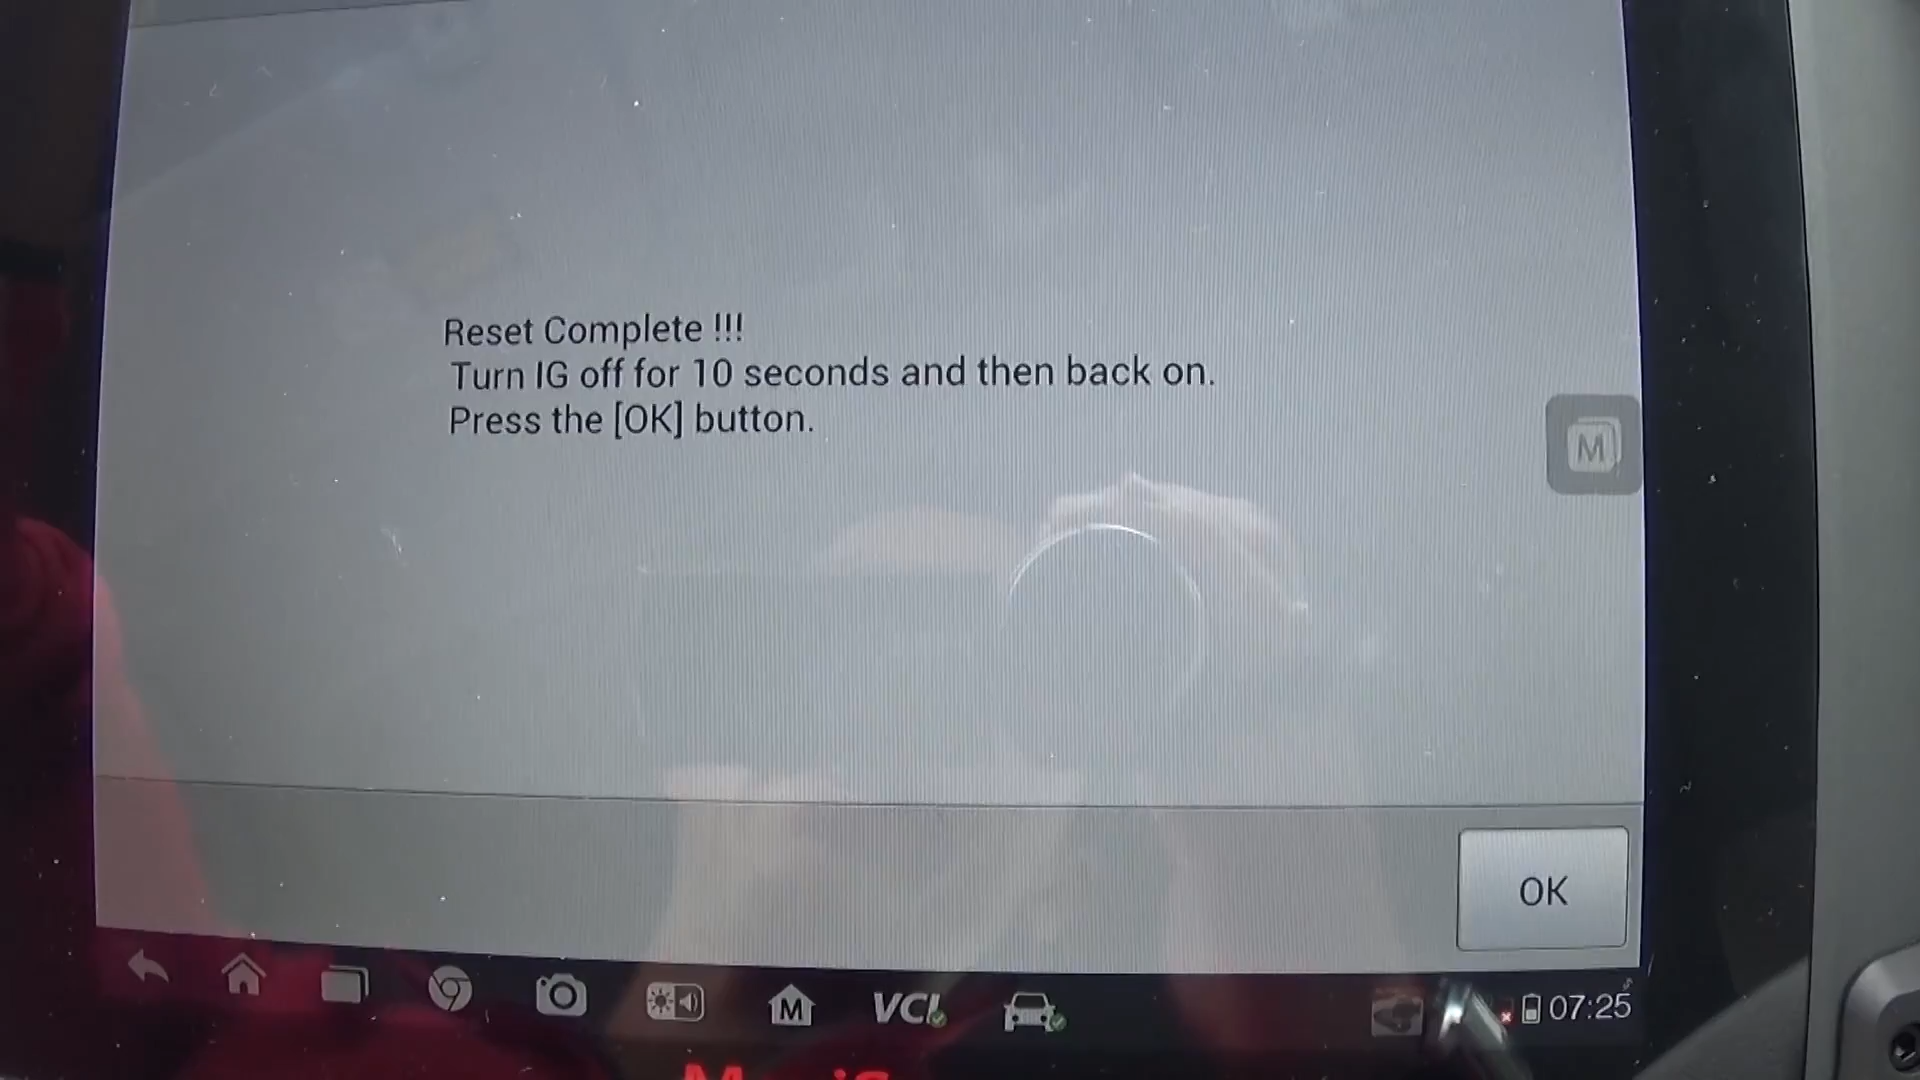 Reset Complete !!!
Turn IG off for 10 seconds and then back on.
Press the [OK] button.
M
OK
M
VCI
07:25